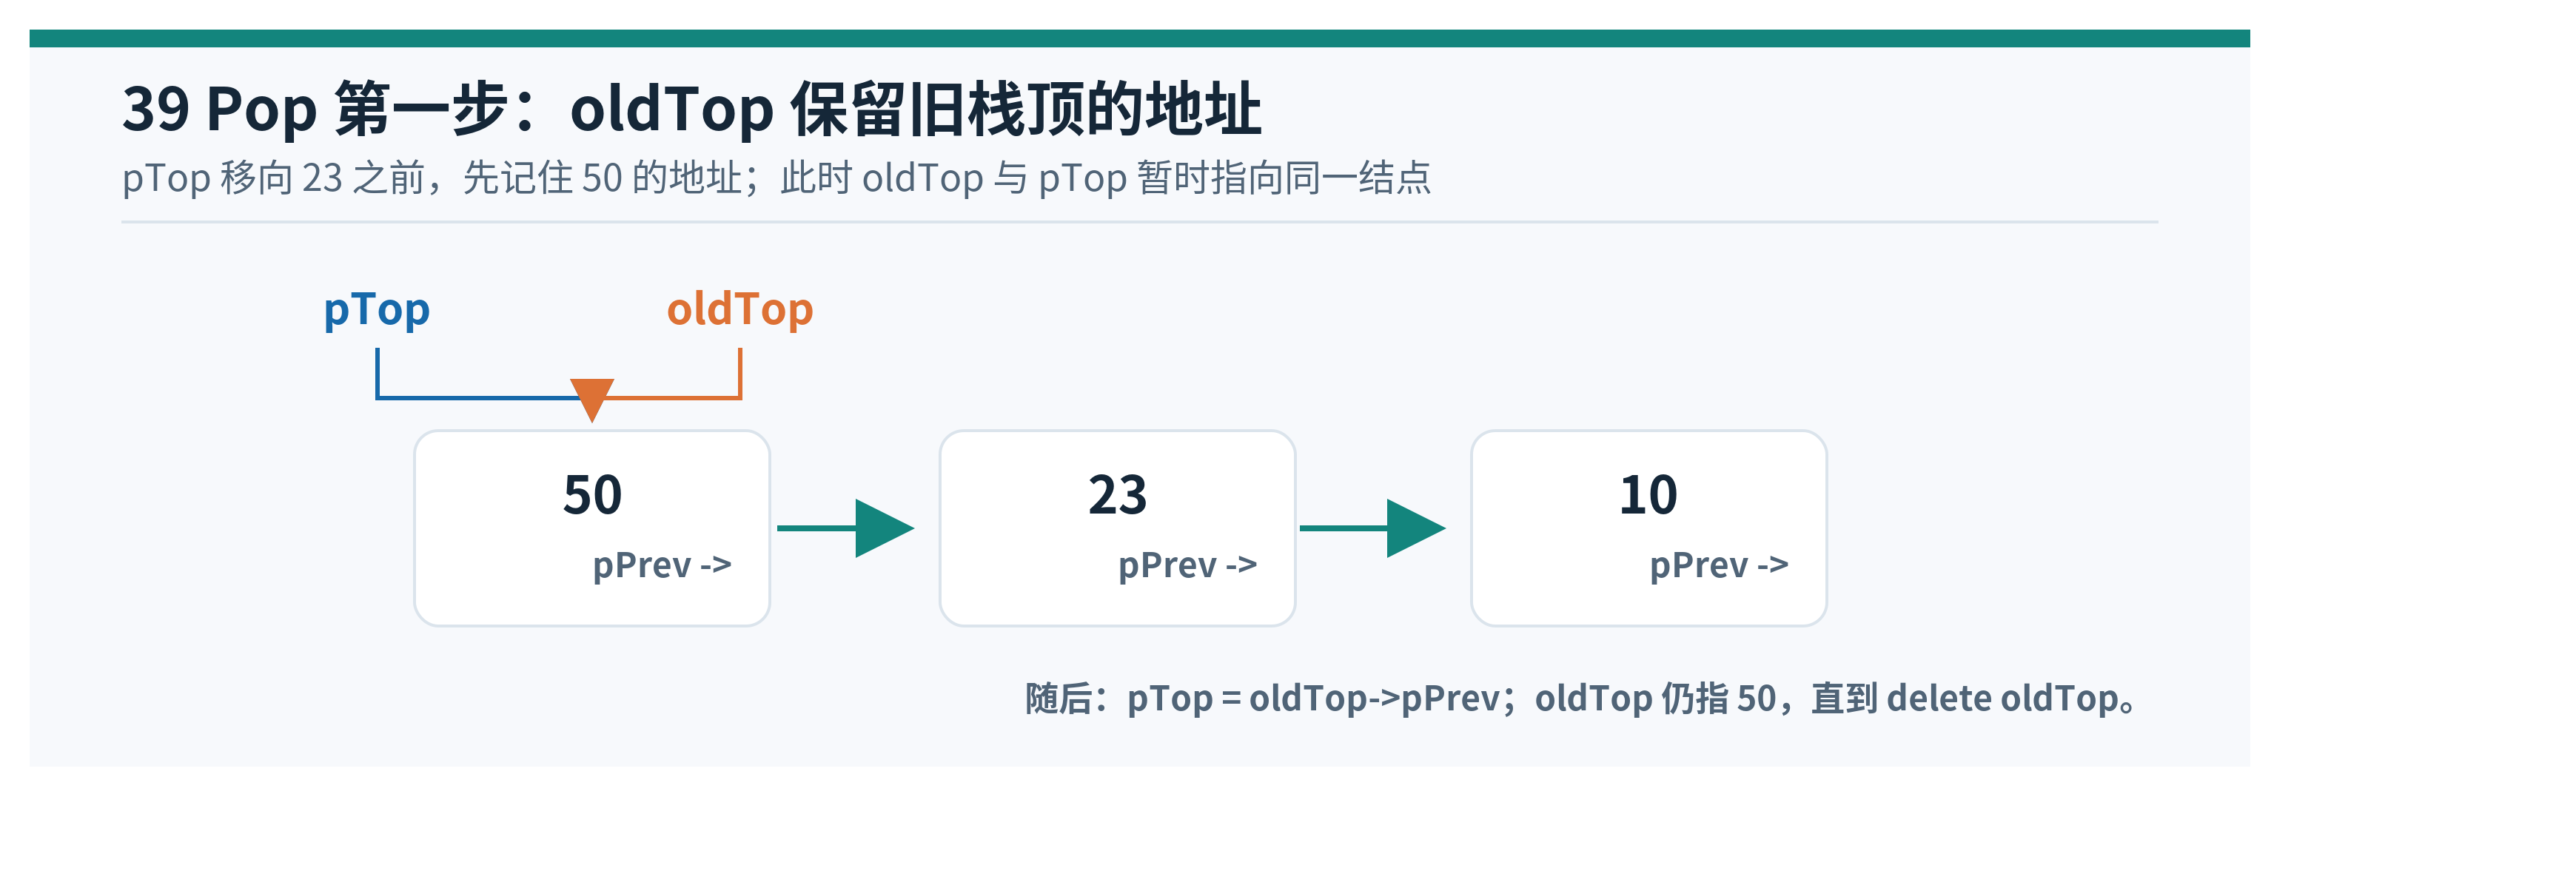 39 Pop 第一步：oldTop 保留旧栈顶的地址
pTop 移向 23 之前，先记住 50 的地址；此时 oldTop 与 pTop 暂时指向同一结点
pTop
oldTop
50
pPrev ->
23
pPrev ->
10
pPrev ->
随后：pTop = oldTop->pPrev；oldTop 仍指 50，直到 delete oldTop。